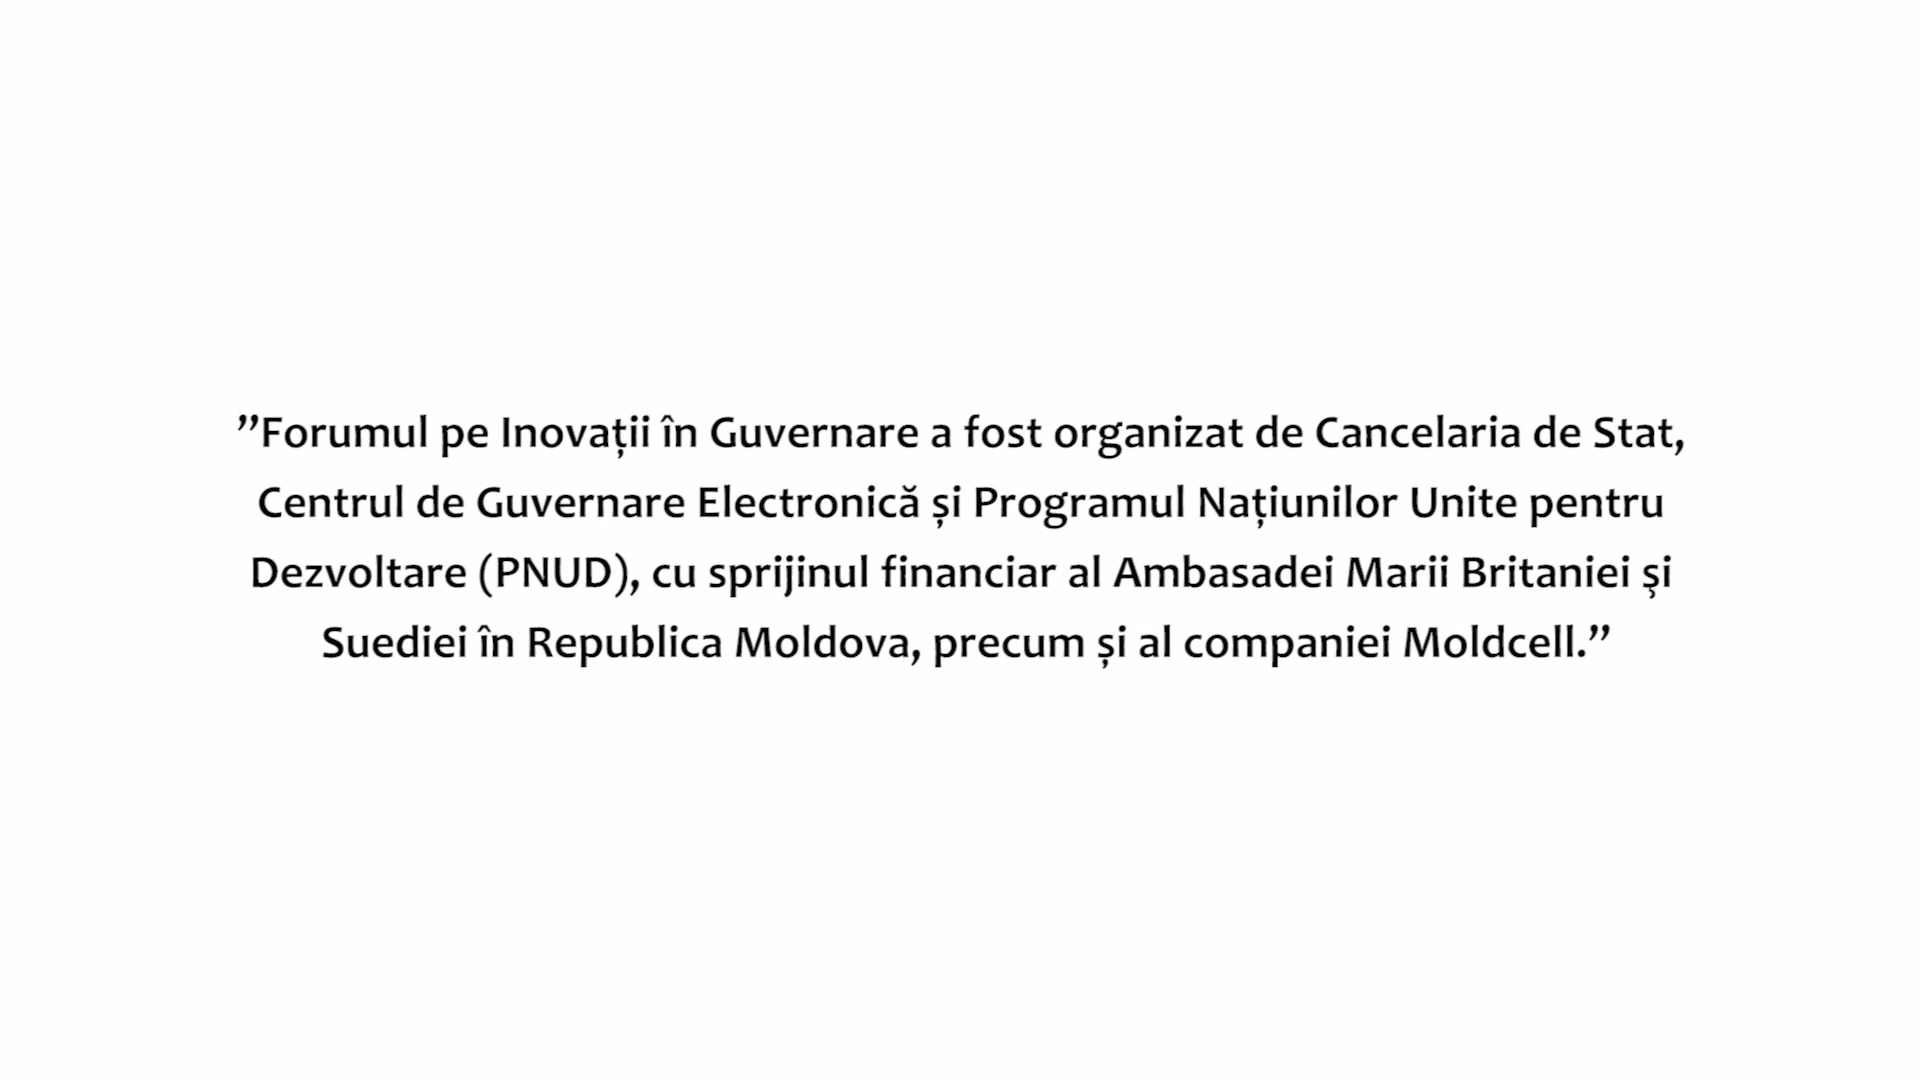 ”Forumul pe Inovații în Guvernare a fost organizat de Cancelaria de Stat,
Centrul de Guvernare Electronică și Programul Națiunilor Unite pentru
Dezvoltare (PNUD), cu sprijinul financiar al Ambasadei Marii Britaniei şi
Suediei în Republica Moldova, precum și al companiei Moldcell.”